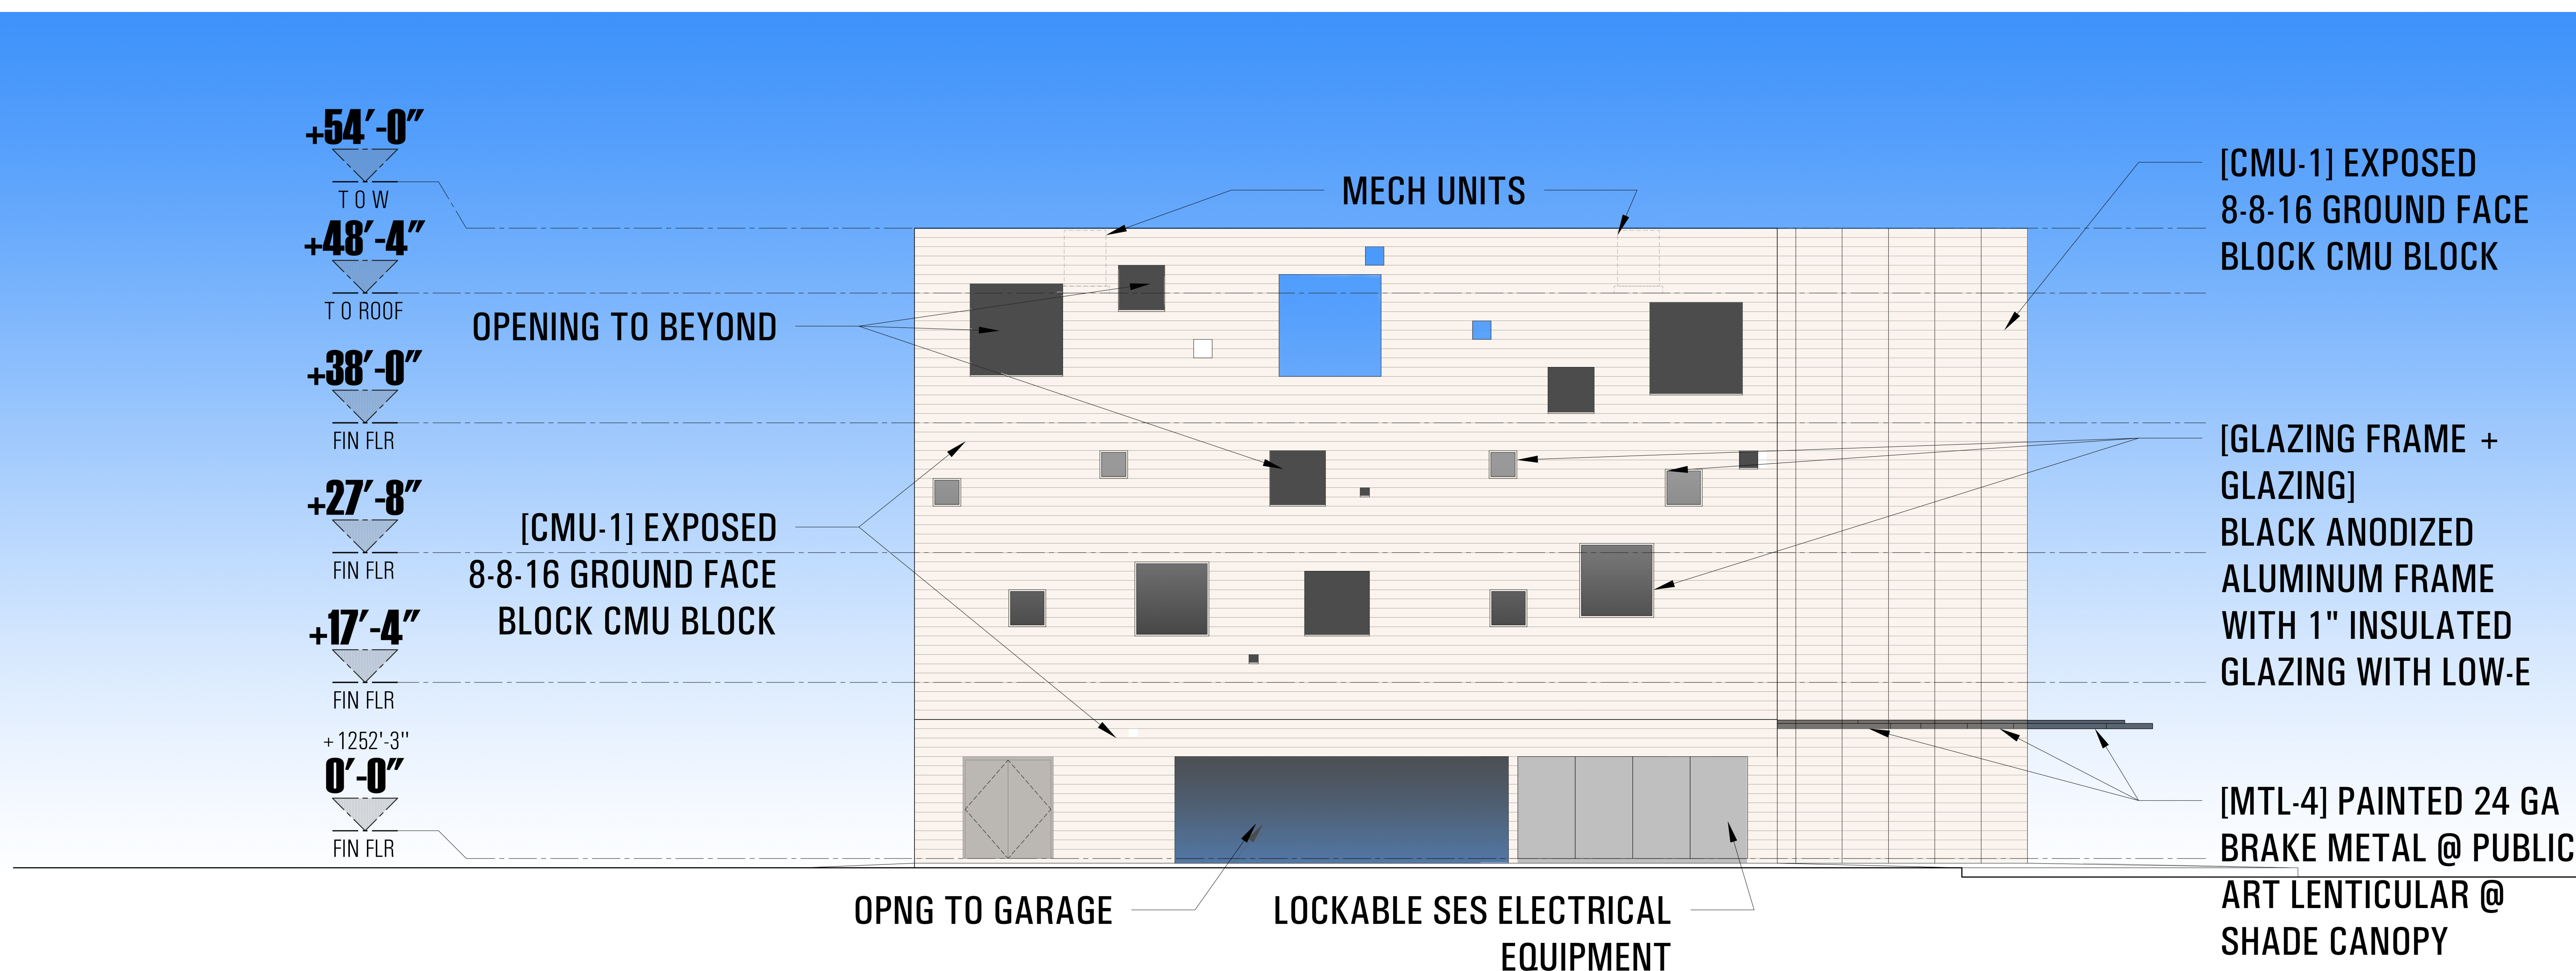 +54'-0"
T O W
+48'-4"
T O ROOF
+38'-0"
FIN FLR
+27'-8"
FIN FLR
+17'-4"
FIN FLR
+1252'-3"
0'-0"
FIN FLR
MECH UNITS
OPENING TO BEYOND
[CMU-1] EXPOSED
8-8-16 GROUND FACE
BLOCK CMU BLOCK
OPNG TO GARAGE
LOCKABLE SES ELECTRICAL
EQUIPMENT
[CMU-1] EXPOSED
8-8-16 GROUND FACE
BLOCK CMU BLOCK
[GLAZING FRAME +
GLAZING]
BLACK ANODIZED
ALUMINUM FRAME
WITH 1" INSULATED
GLAZING WITH LOW-E
[MTL-4] PAINTED 24 GA
BRAKE METAL @ PUBLIC
ART LENTICULAR @
SHADE CANOPY